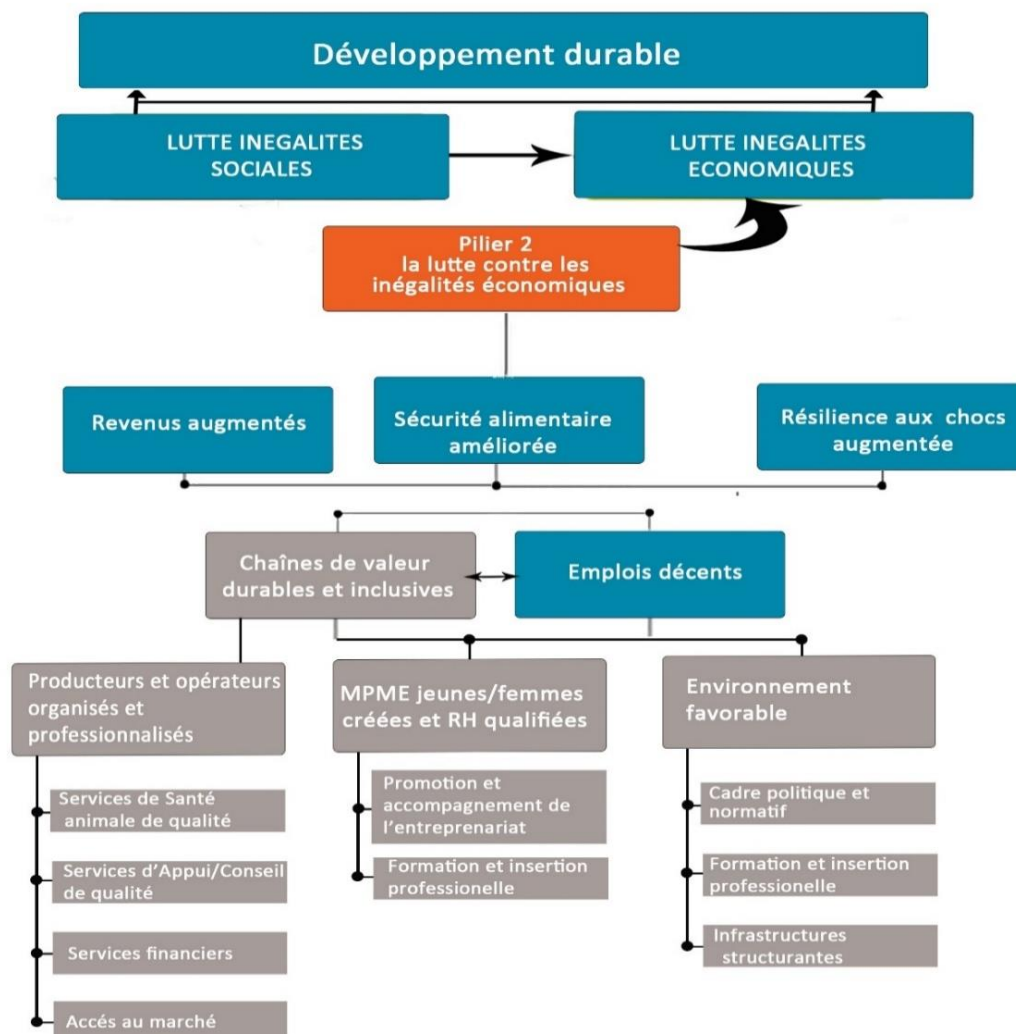 Développement durable
LUTTE INEGALITES
SOCIALES
LUTTE INEGALITES
ECONOMIQUES
Pilier 2
la lutte contre les
inégalités économiques
Revenus augmentés
Sécurité alimentaire
améliorée
Résilience aux chocs
augmentée
Chaînes de valeur
durables et inclusives
Emplois décents
Producteurs et opérateurs
organisés et
professionnalisés
MPME jeunes/femmes
créées et RH qualifiées
Environnement
favorable
Services de Santé
animale de qualité
Services d'Appui/Conseil
de qualité
Services financiers
Accés au marché
Promotion et
accompagnement de
l'entreprenariat
Formation et insertion
professionelle
Cadre politique et
normatif
Formation et insertion
professionelle
Infrastructures
structurantes